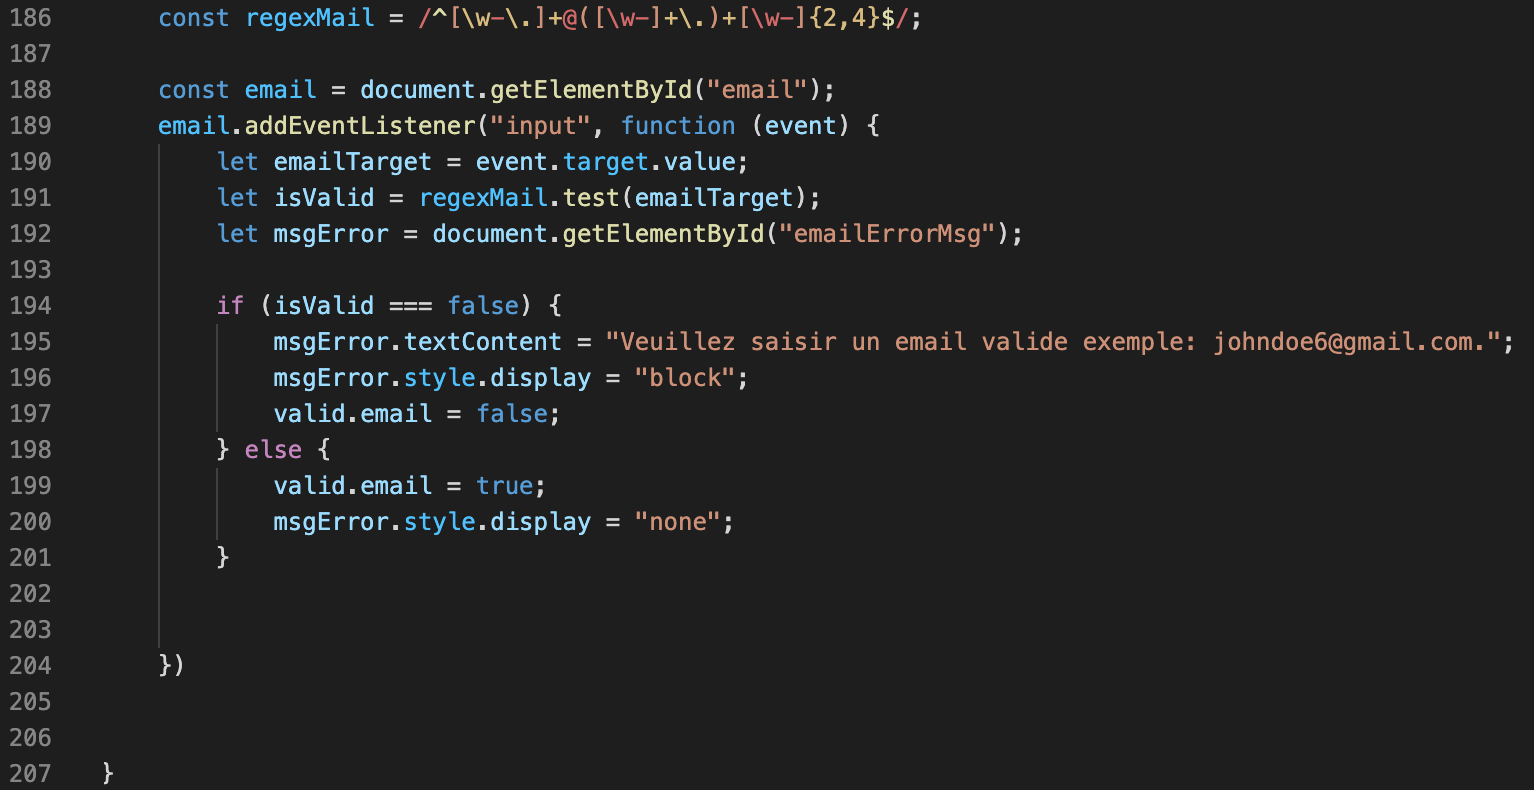 186 const regexMail = /^[\w-\.]+@([\w-]+\.)+[\w-]{2,4}$/;
187
188 const email = document.getElementById("email");
189 email.addEventListener("input", function (event) {
190 let emailTarget = event.target.value;
191 let isValid = regexMail.test(emailTarget);
192 let msgError = document.getElementById("emailErrorMsg");
193
194 if (isValid === false) {
195 msgError.textContent = "Veuillez saisir un email valide exemple: johndoe6@gmail.com.";
196 msgError.style.display = "block";
197 valid.email = false;
198 } else {
199 valid.email = true;
200 msgError.style.display = "none";
201 }
202
203
204 })
205
206
207 }